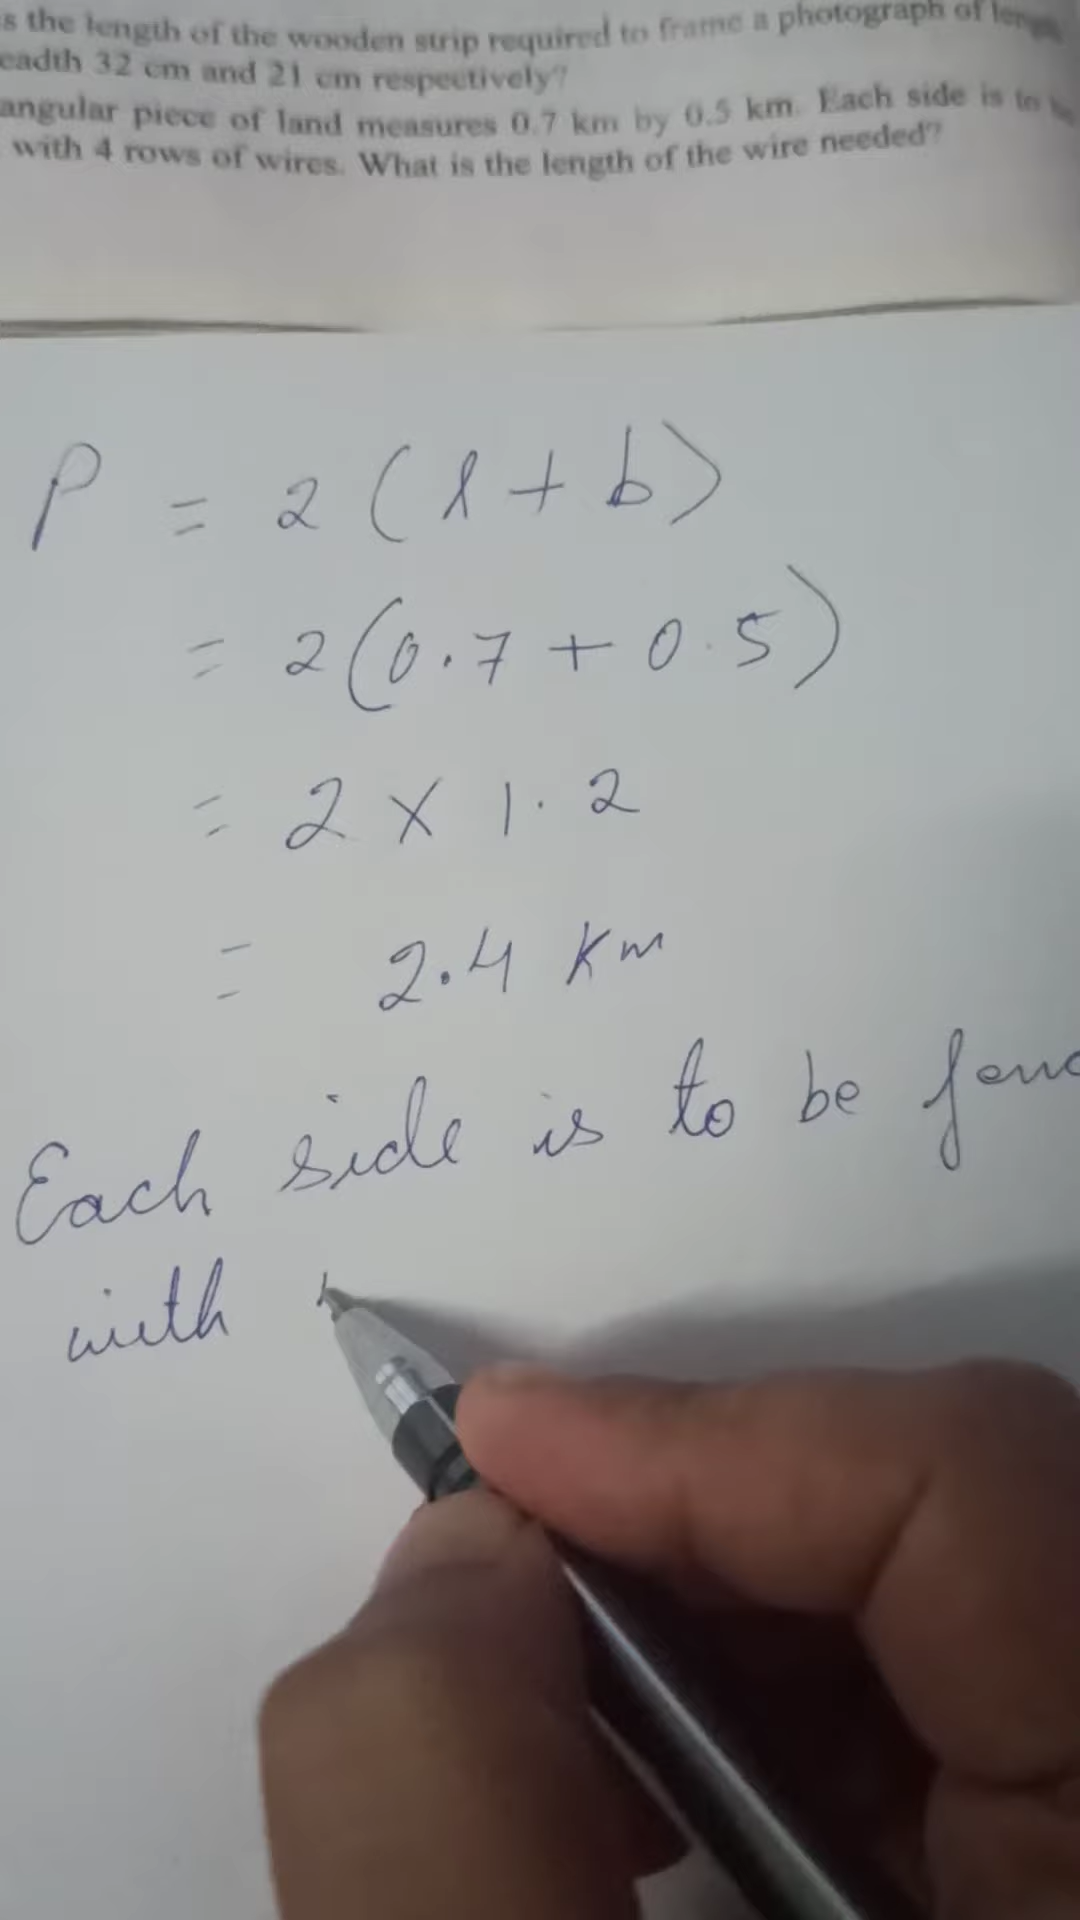 s the length of the wooden strip required to frame a photograph of
eadth 32 cm and 21 cm respectively?
angular piece of land measures 0.7 km by 0.5 km. Each side is to
with 4 rows of wires. What is the length of the wire needed?
P = 2 (l + b)
= 2(0.7 + 0.5)
= 2 × 1.2
= 2.4 Km
Each side is to be fenc
with